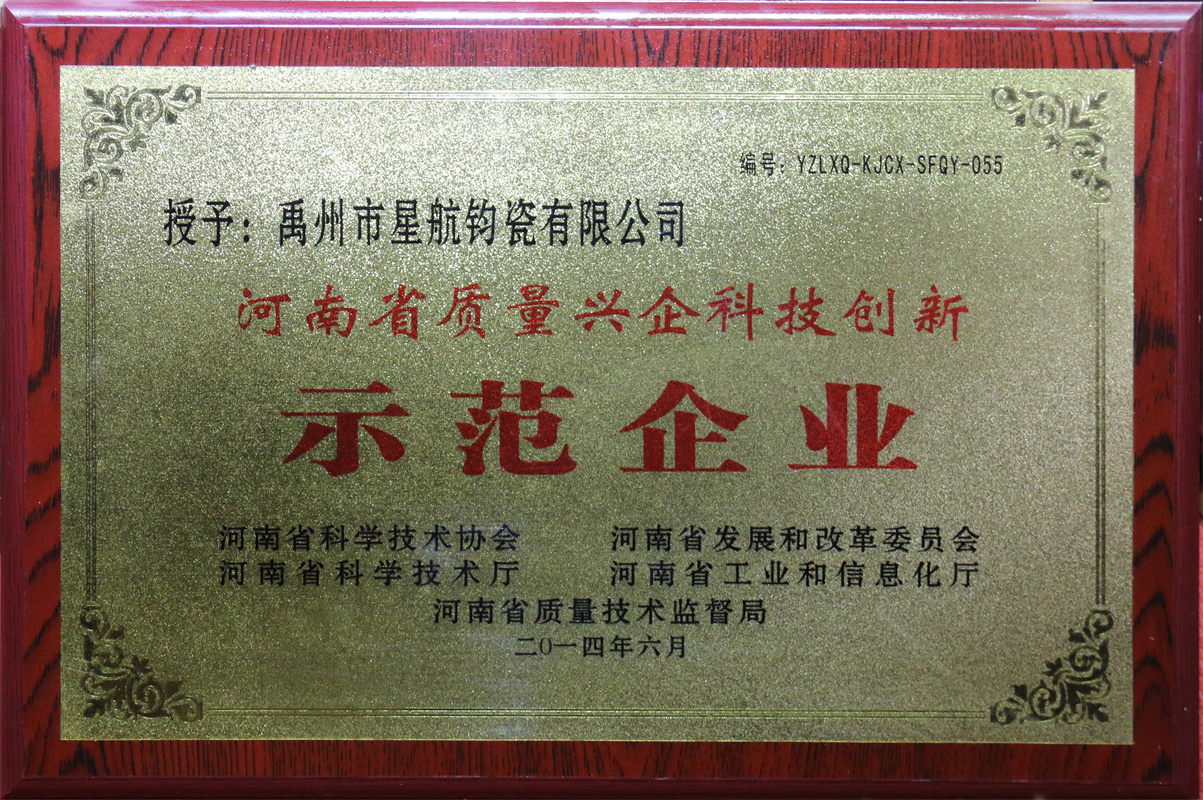 编号：YZLXQ-KJCX-SFQY-055
授予：禹州市星航钧瓷有限公司
河南省质量兴企科技创新
示范企业
河南省科学技术协会 河南省发展和改革委员会
河南省科学技术厅 河南省工业和信息化厅
河南省质量技术监督局
二〇一四年六月